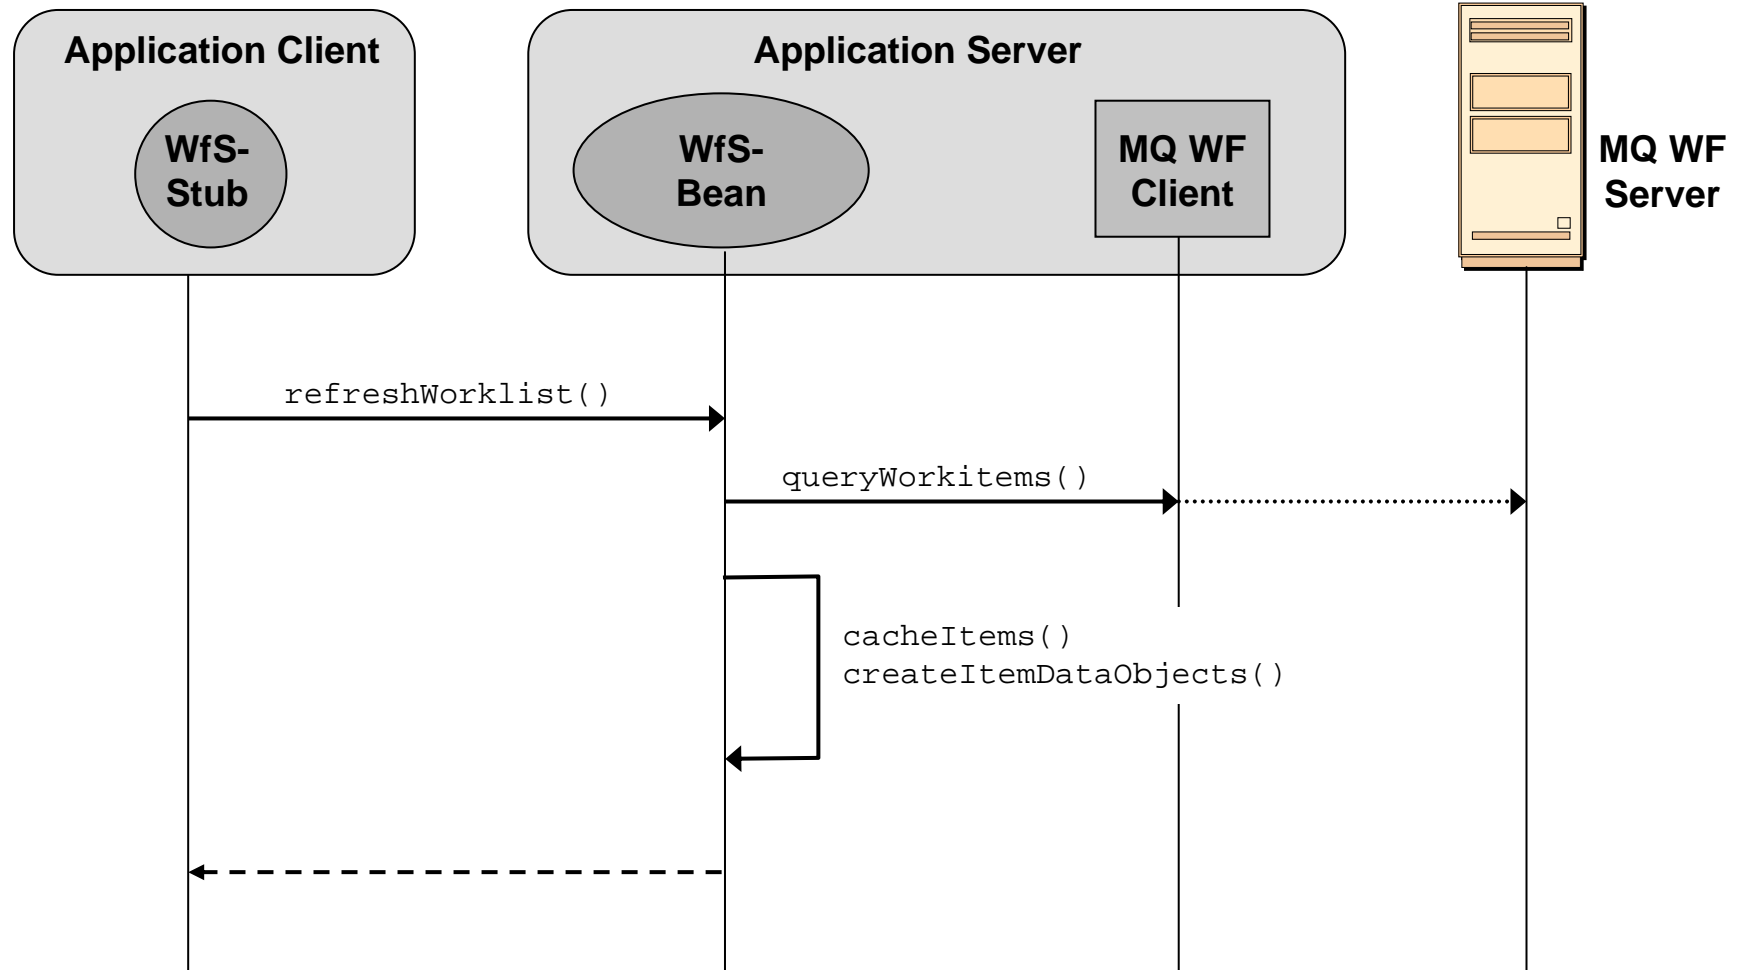 Application Client
Application Server
WfS-
Stub
WfS-
Bean
MQ WF
Client
MQ WF
Server
refreshWorklist()
queryWorkitems()
cacheItems()
createItemDataObjects()